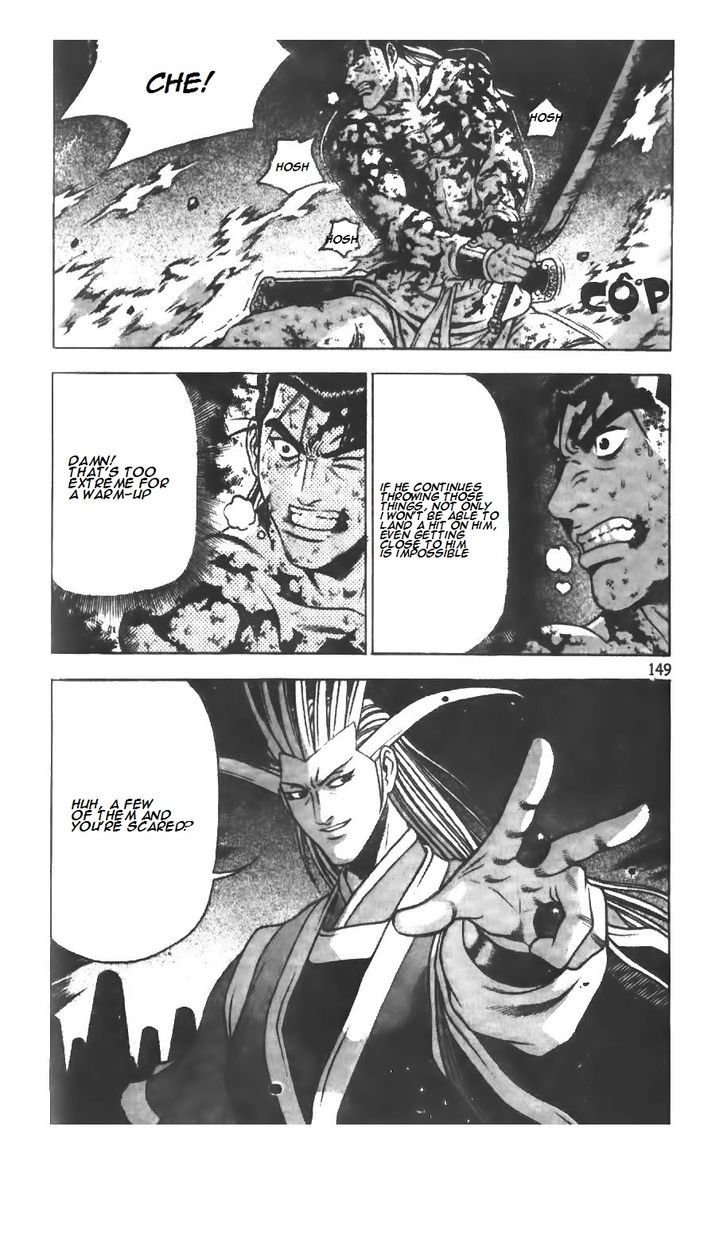 CHE!
HOSH
HOSH
HOSH
CỘP
DAMN!
THAT'S TOO
EXTREME FOR
A WARM-UP
IF HE CONTINUES
THROWING THOSE
THINGS, NOT ONLY
I WON'T BE ABLE TO
LAND A HIT ON HIM,
EVEN GETTING
CLOSE TO HIM
IS IMPOSSIBLE
149
HUH, A FEW
OF THEM AND
YOU'RE SCARED?